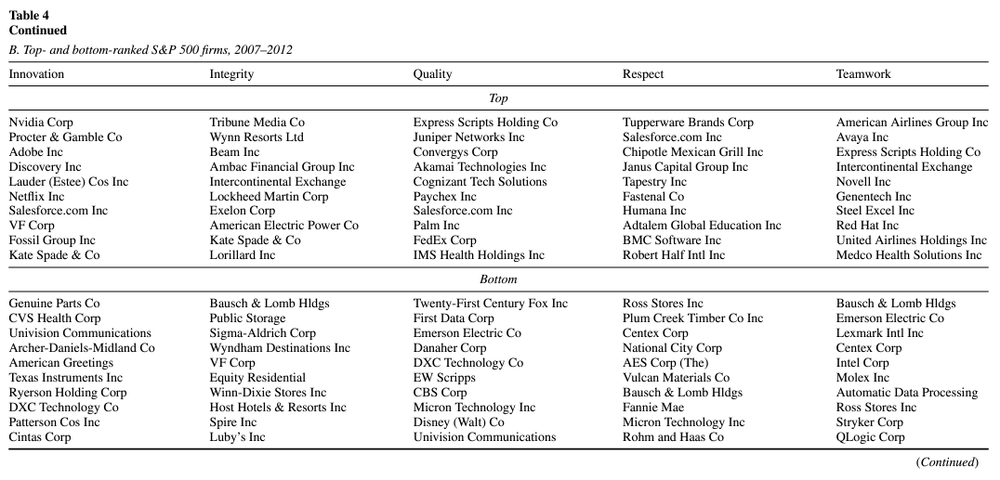 Table 4
Continued
B. Top- and bottom-ranked S&P 500 firms, 2007–2012
Innovation Integrity Quality Respect Teamwork
Top
Nvidia Corp Tribune Media Co Express Scripts Holding Co Tupperware Brands Corp American Airlines Group Inc
Procter & Gamble Co Wynn Resorts Ltd Juniper Networks Inc Salesforce.com Inc Avaya Inc
Adobe Inc Beam Inc Convergys Corp Chipotle Mexican Grill Inc Express Scripts Holding Co
Discovery Inc Ambac Financial Group Inc Akamai Technologies Inc Janus Capital Group Inc Intercontinental Exchange
Lauder (Estee) Cos Inc Intercontinental Exchange Cognizant Tech Solutions Tapestry Inc Novell Inc
Netflix Inc Lockheed Martin Corp Paychex Inc Fastenal Co Genentech Inc
Salesforce.com Inc Exelon Corp Salesforce.com Inc Humana Inc Steel Excel Inc
VF Corp American Electric Power Co Palm Inc Adtalem Global Education Inc Red Hat Inc
Fossil Group Inc Kate Spade & Co FedEx Corp BMC Software Inc United Airlines Holdings Inc
Kate Spade & Co Lorillard Inc IMS Health Holdings Inc Robert Half Intl Inc Medco Health Solutions Inc
Bottom
Genuine Parts Co Bausch & Lomb Hldgs Twenty-First Century Fox Inc Ross Stores Inc Bausch & Lomb Hldgs
CVS Health Corp Public Storage First Data Corp Plum Creek Timber Co Inc Emerson Electric Co
Univision Communications Sigma-Aldrich Corp Emerson Electric Co Centex Corp Lexmark Intl Inc
Archer-Daniels-Midland Co Wyndham Destinations Inc Danaher Corp National City Corp Centex Corp
American Greetings VF Corp DXC Technology Co AES Corp (The) Intel Corp
Texas Instruments Inc Equity Residential EW Scripps Vulcan Materials Co Molex Inc
Ryerson Holding Corp Winn-Dixie Stores Inc CBS Corp Bausch & Lomb Hldgs Automatic Data Processing
DXC Technology Co Host Hotels & Resorts Inc Micron Technology Inc Fannie Mae Ross Stores Inc
Patterson Cos Inc Spire Inc Disney (Walt) Co Micron Technology Inc Stryker Corp
Cintas Corp Luby's Inc Univision Communications Rohm and Haas Co QLogic Corp
(Continued)